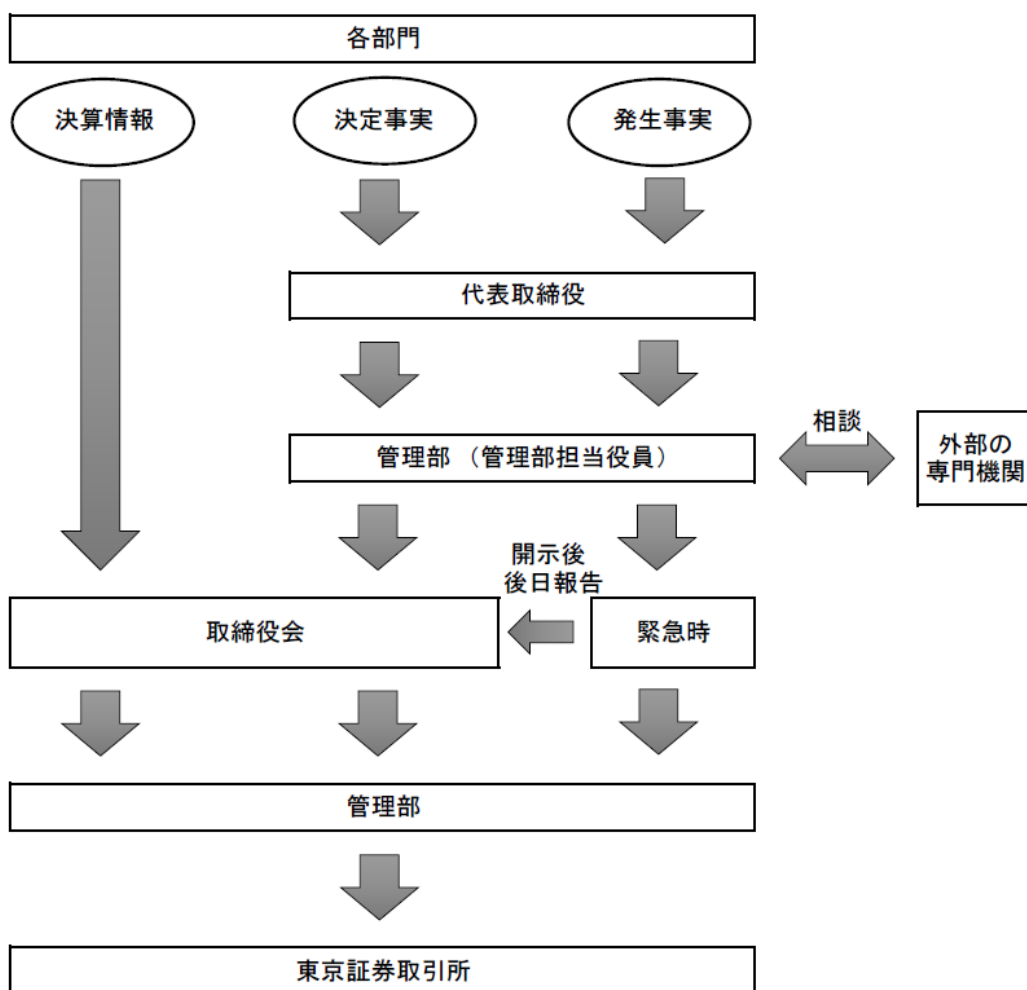 各部門
決算情報
決定事実
発生事実
代表取締役
相談
管理部 （管理部担当役員）
外部の
専門機関
開示後
後日報告
取締役会
緊急時
管理部
東京証券取引所